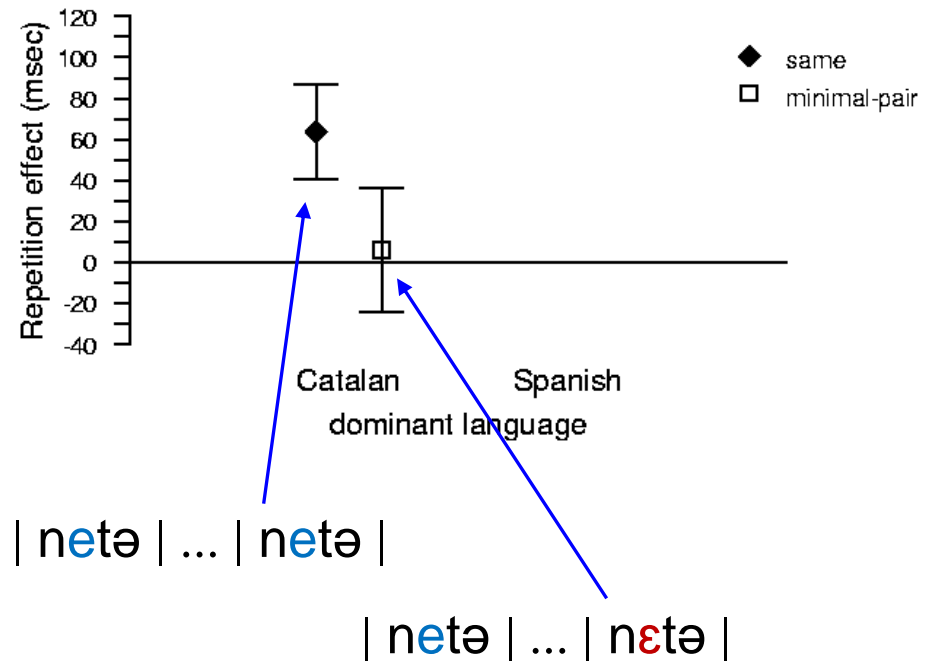 120
100
80
60
40
20
0
-20
-40
Repetition effect (msec)
same
minimal-pair
Catalan Spanish
dominant language
| netə | ... | netə |
| netə | ... | nɛtə |